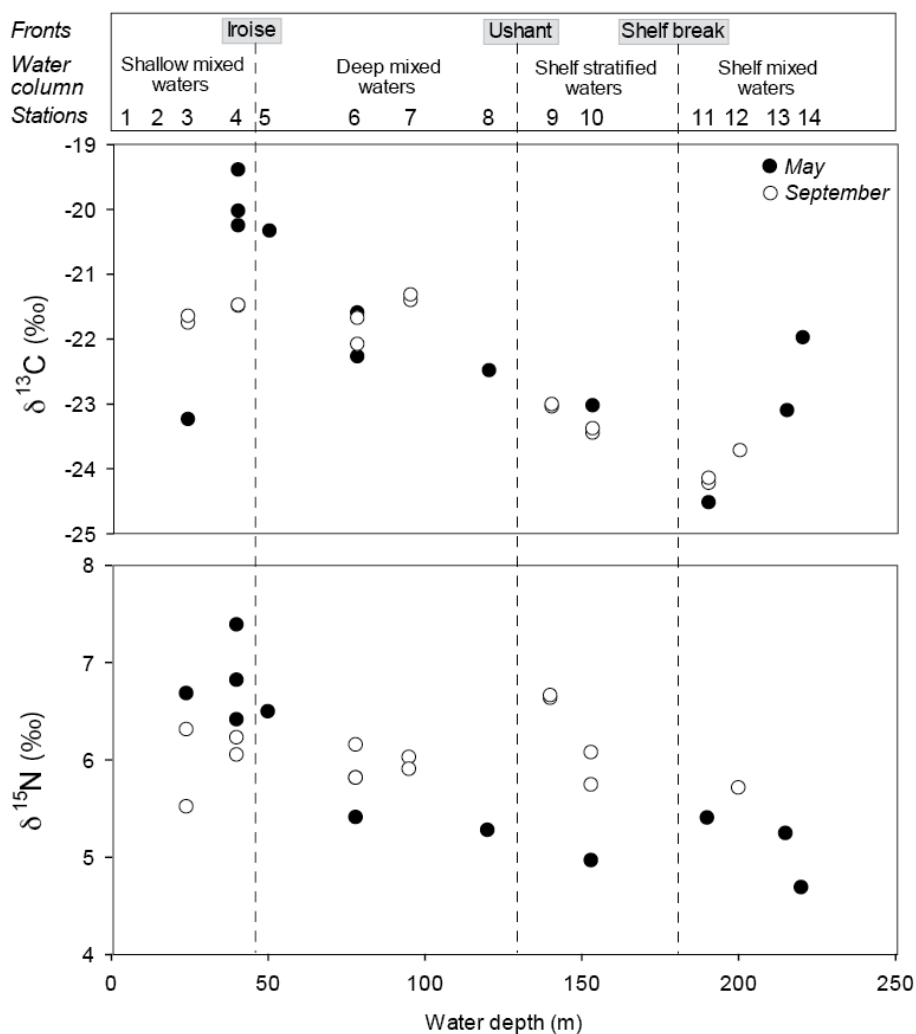 Fronts
Iroise
Ushant
Shelf break
Water column
Shallow mixed waters
Deep mixed waters
Shelf stratified waters
Shelf mixed waters
Stations
1 2 3 4 5 6 7 8 9 10 11 12 13 14
-19
-20
-21
-22
-23
-24
-25
δ 13C (‰)
May
September
8
7
6
5
4
δ 15N (‰)
0 50 100 150 200 250
Water depth (m)